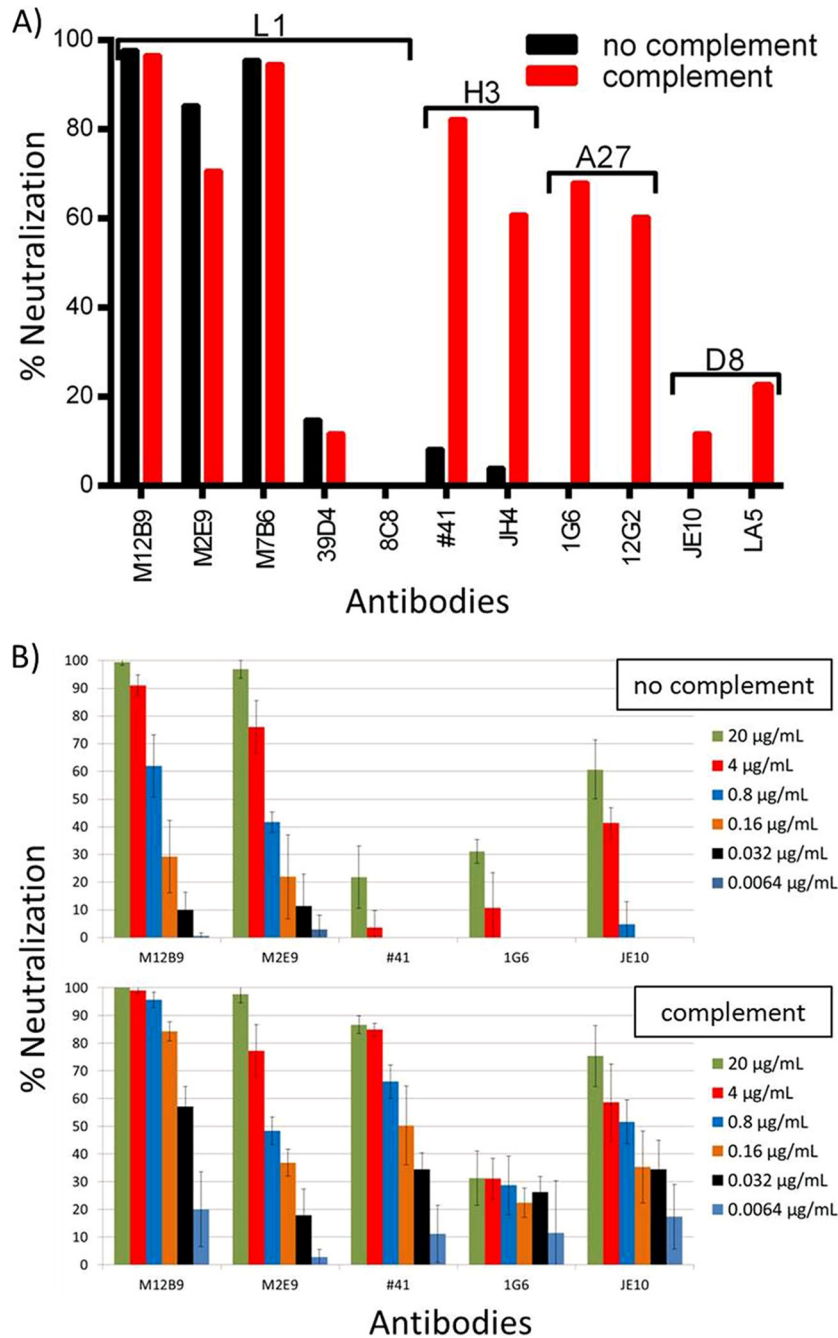 A)
L1
no complement
complement
H3
A27
D8
100
80
60
40
20
0
% Neutralization
M12B9
M2E9
M7B6
39D4
8C8
#41
JH4
1G6
12G2
JE10
LA5
Antibodies
B)
no complement
100
90
80
70
60
50
40
30
20
10
0
20 µg/mL
4 µg/mL
0.8 µg/mL
0.16 µg/mL
0.032 µg/mL
0.0064 µg/mL
M12B9 M2E9 #41 1G6 JE10
% Neutralization
complement
100
90
80
70
60
50
40
30
20
10
0
20 µg/mL
4 µg/mL
0.8 µg/mL
0.16 µg/mL
0.032 µg/mL
0.0064 µg/mL
M12B9 M2E9 #41 1G6 JE10
Antibodies